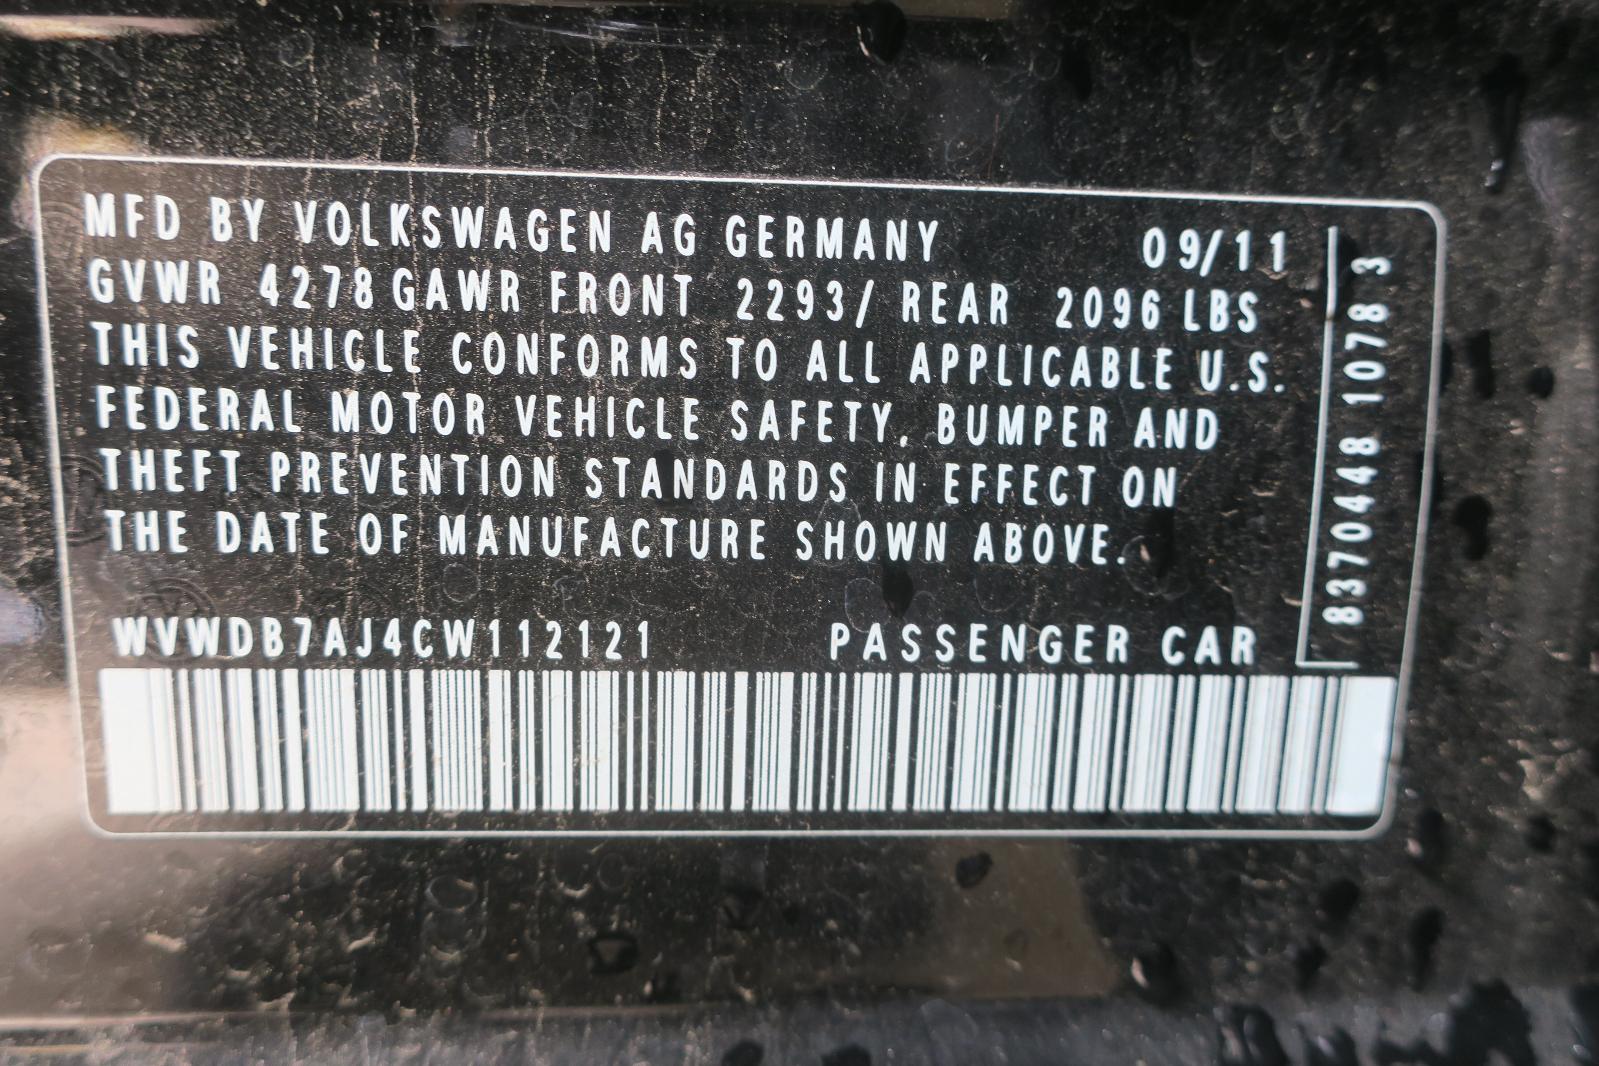 MFD BY VOLKSWAGEN AG GERMANY 09/11
GVWR 4278 GAWR FRONT 2293/ REAR 2096 LBS
THIS VEHICLE CONFORMS TO ALL APPLICABLE U.S.
FEDERAL MOTOR VEHICLE SAFETY, BUMPER AND
THEFT PREVENTION STANDARDS IN EFFECT ON
THE DATE OF MANUFACTURE SHOWN ABOVE.
WVWDB7AJ4CW112121 PASSENGER CAR
8370448 10783